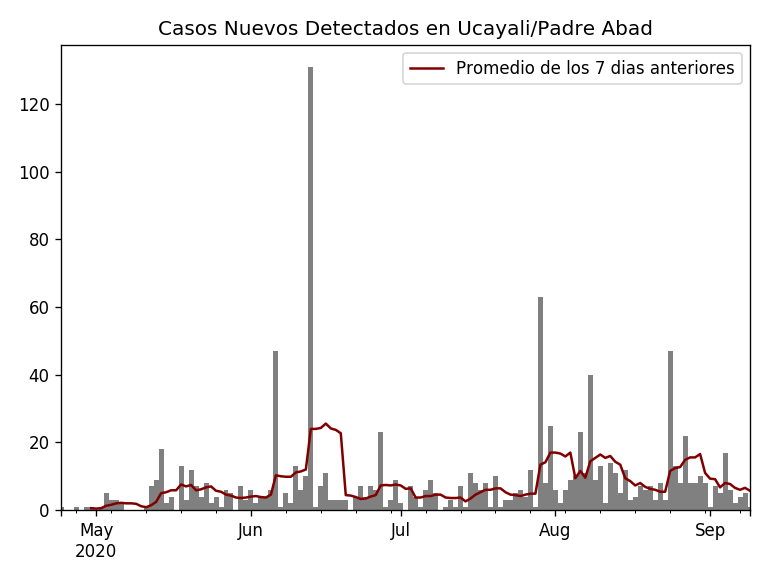 Casos Nuevos Detectados en Ucayali/Padre Abad
Promedio de los 7 dias anteriores
120
100
80
60
40
20
0
May Jun Jul Aug Sep
2020